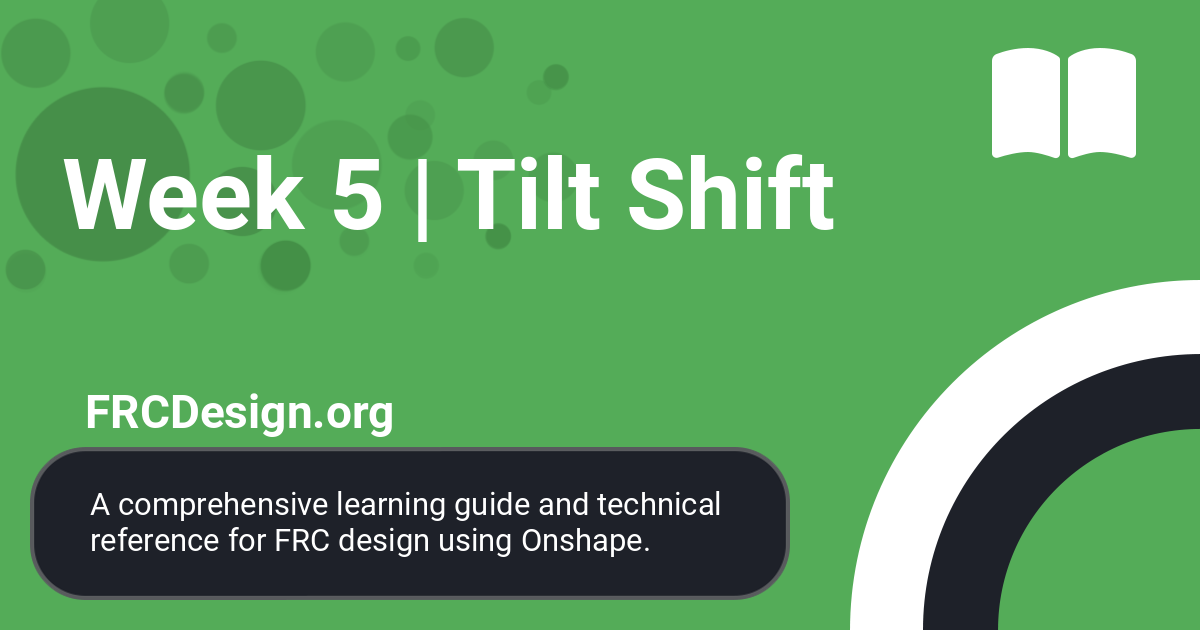 Week 5 | Tilt Shift
FRCDesign.org
A comprehensive learning guide and technical
reference for FRC design using Onshape.